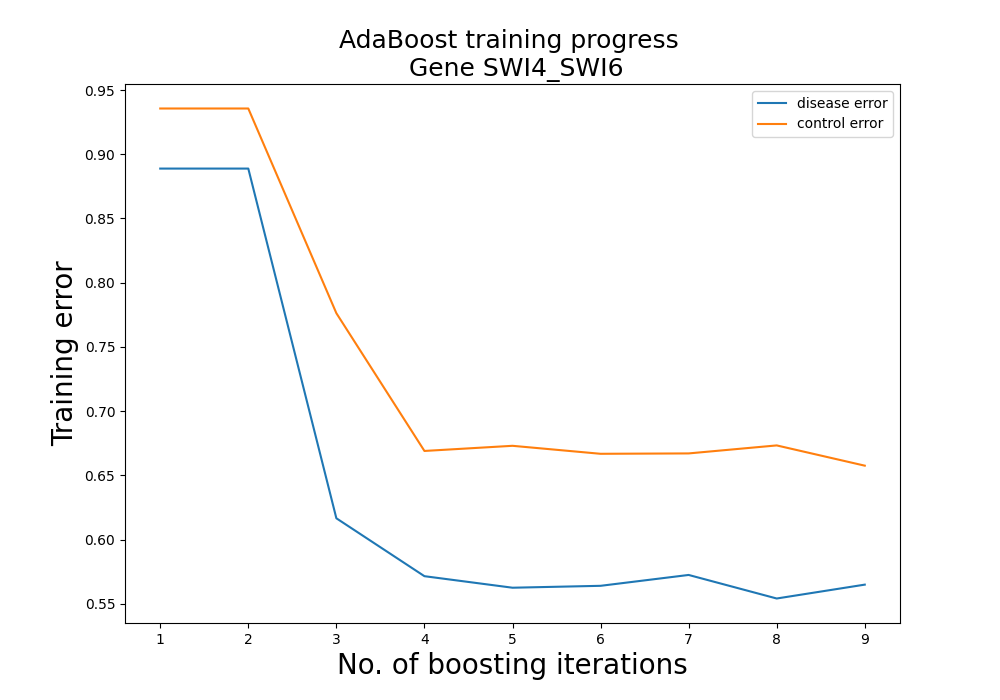 AdaBoost training progress
Gene SWI4_SWI6
disease error
control error
Training error
0.95
0.90
0.85
0.80
0.75
0.70
0.65
0.60
0.55
1 2 3 4 5 6 7 8 9
No. of boosting iterations